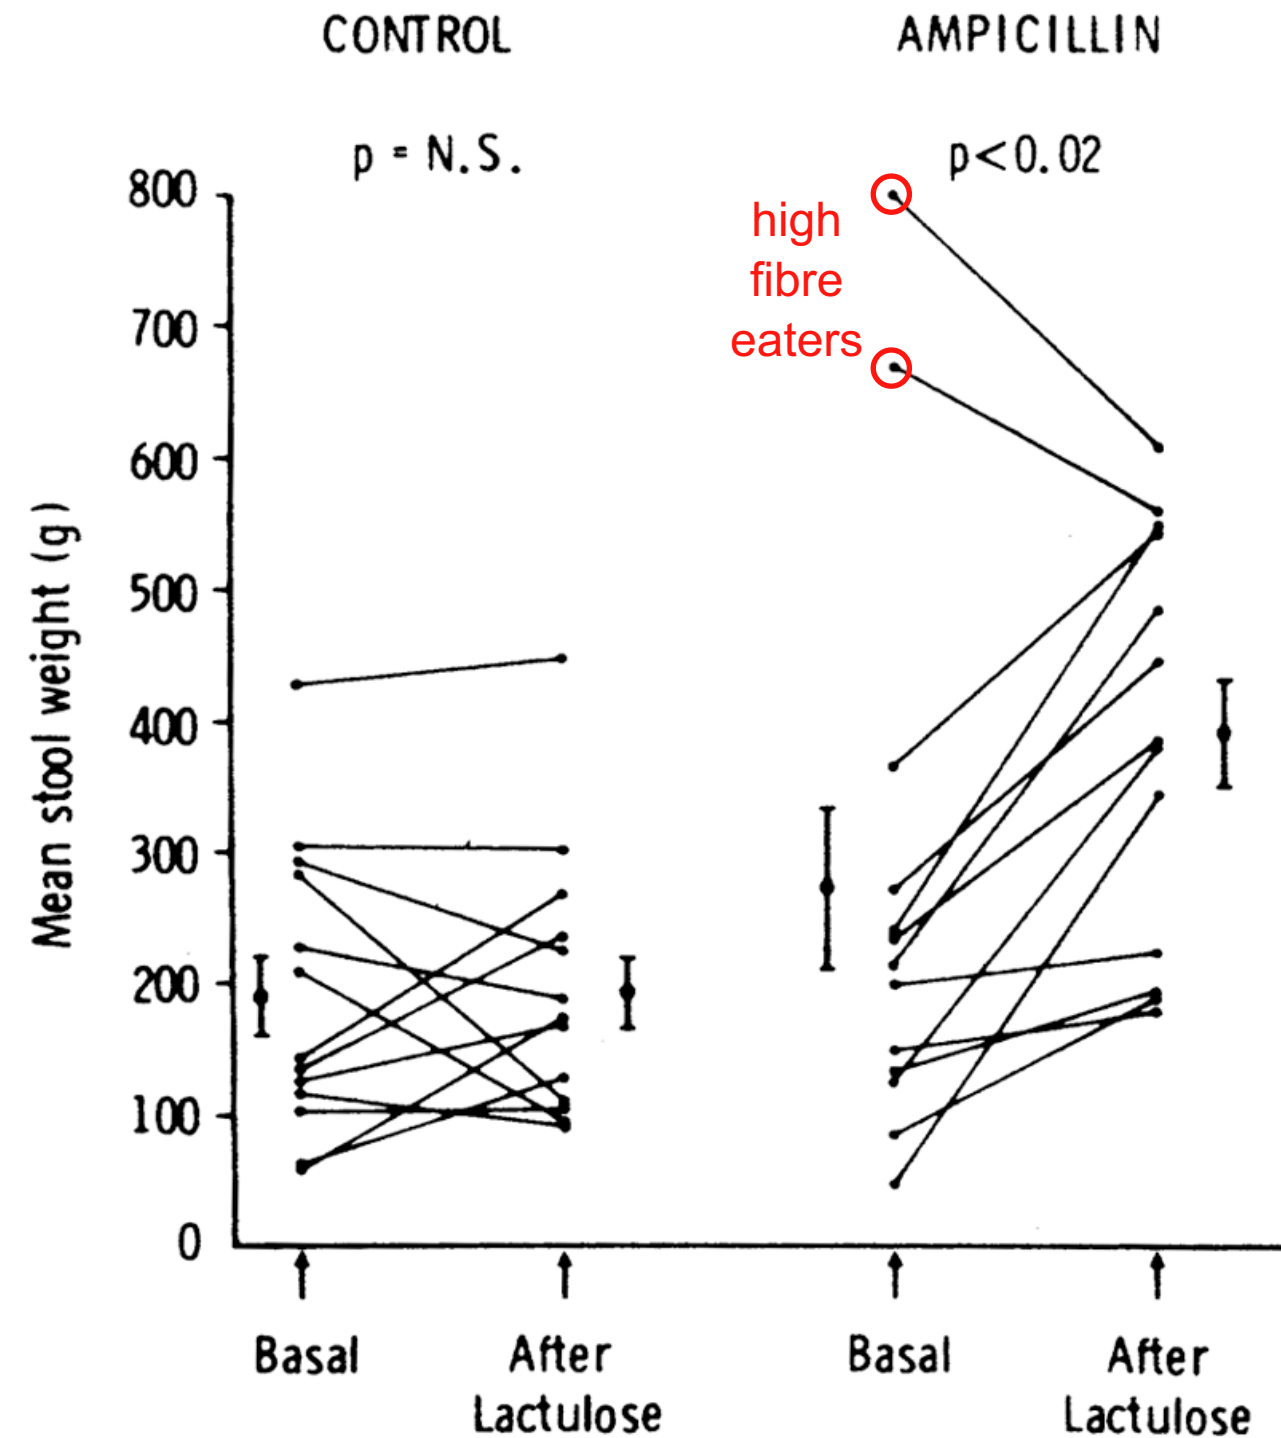 CONTROL
AMPICILLIN
p = N.S.
p<0.02
800
700
600
500
400
300
200
100
0
Mean stool weight (g)
high
fibre
eaters
Basal
After
Lactulose
Basal
After
Lactulose